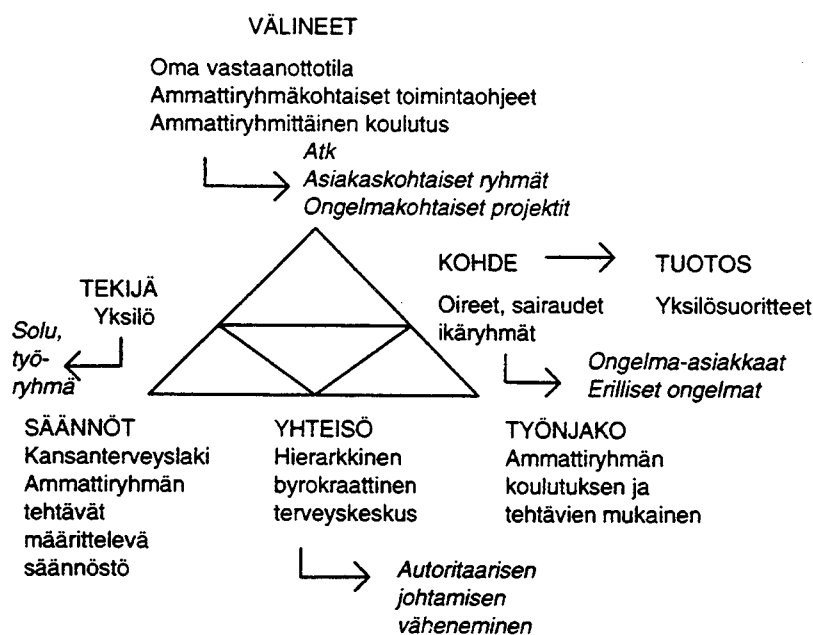 VÄLINEET
Oma vastaanottotila
Ammattiryhmäkohtaiset toimintaohjeet
Ammattiryhmittäinen koulutus
Atk
Asiakaskohtaiset ryhmät
Ongelmakohtaiset projektit
TEKIJÄ
Yksilö
Solu,
työ-
ryhmä
KOHDE
Oireet, sairaudet
ikäryhmät
TUOTOS
Yksilösuoritteet
Ongelma-asiakkaat
Erilliset ongelmat
SÄÄNNÖT
Kansanterveyslaki
Ammattiryhmän
tehtävät
määrittelevä
säännöstö
YHTEISÖ
Hierarkkinen
byrokraattinen
terveyskeskus
Autoritaarisen
johtamisen
väheneminen
TYÖNJAKO
Ammattiryhmän
koulutuksen ja
tehtävien mukainen